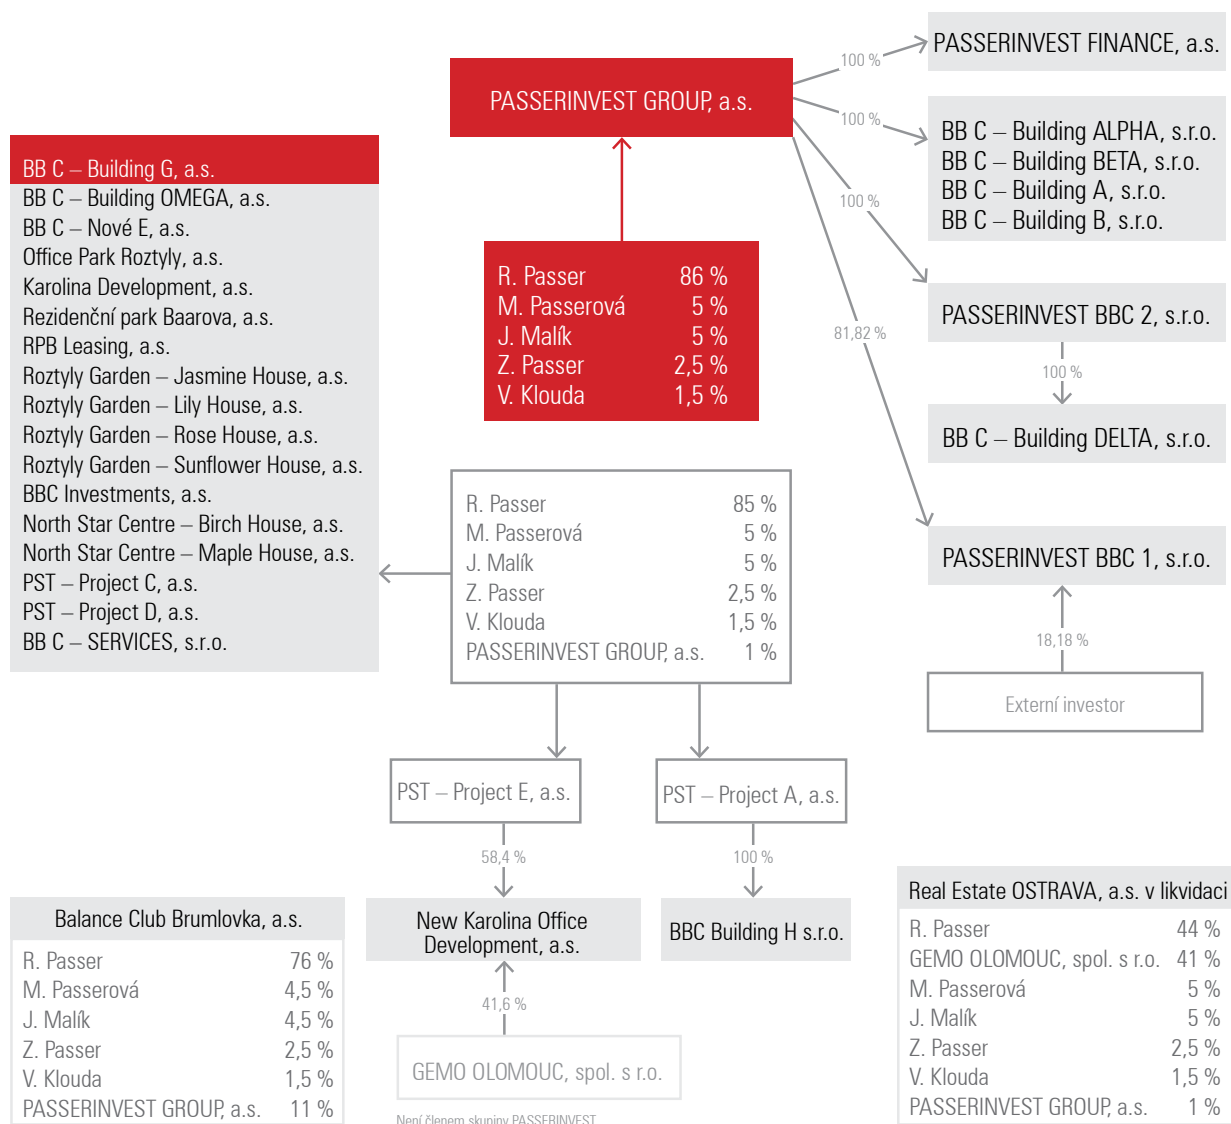 PASSERINVEST GROUP, a.s.
100 %
PASSERINVEST FINANCE, a.s.
100 %
BB C – Building ALPHA, s.r.o.
BB C – Building BETA, s.r.o.
BB C – Building A, s.r.o.
BB C – Building B, s.r.o.
100 %
PASSERINVEST BBC 2, s.r.o.
100 %
BB C – Building DELTA, s.r.o.
81,82 %
PASSERINVEST BBC 1, s.r.o.
18,18 %
Externí investor
R. Passer 86 %
M. Passerová 5 %
J. Malík 5 %
Z. Passer 2,5 %
V. Klouda 1,5 %
BB C – Building G, a.s.
BB C – Building OMEGA, a.s.
BB C – Nové E, a.s.
Office Park Roztyly, a.s.
Karolina Development, a.s.
Rezidenční park Baarova, a.s.
RPB Leasing, a.s.
Roztyly Garden – Jasmine House, a.s.
Roztyly Garden – Lily House, a.s.
Roztyly Garden – Rose House, a.s.
Roztyly Garden – Sunflower House, a.s.
BBC Investments, a.s.
North Star Centre – Birch House, a.s.
North Star Centre – Maple House, a.s.
PST – Project C, a.s.
PST – Project D, a.s.
BB C – SERVICES, s.r.o.
R. Passer 85 %
M. Passerová 5 %
J. Malík 5 %
Z. Passer 2,5 %
V. Klouda 1,5 %
PASSERINVEST GROUP, a.s. 1 %
PST – Project E, a.s.
PST – Project A, a.s.
58,4 %
100 %
New Karolina Office
Development, a.s.
BBC Building H s.r.o.
41,6 %
GEMO OLOMOUC, spol. s r.o.
Není členem skupiny PASSERINVEST
Balance Club Brumlovka, a.s.
R. Passer 76 %
M. Passerová 4,5 %
J. Malík 4,5 %
Z. Passer 2,5 %
V. Klouda 1,5 %
PASSERINVEST GROUP, a.s. 11 %
Real Estate OSTRAVA, a.s. v likvidaci
R. Passer 44 %
GEMO OLOMOUC, spol. s r.o. 41 %
M. Passerová 5 %
J. Malík 5 %
Z. Passer 2,5 %
V. Klouda 1,5 %
PASSERINVEST GROUP, a.s. 1 %